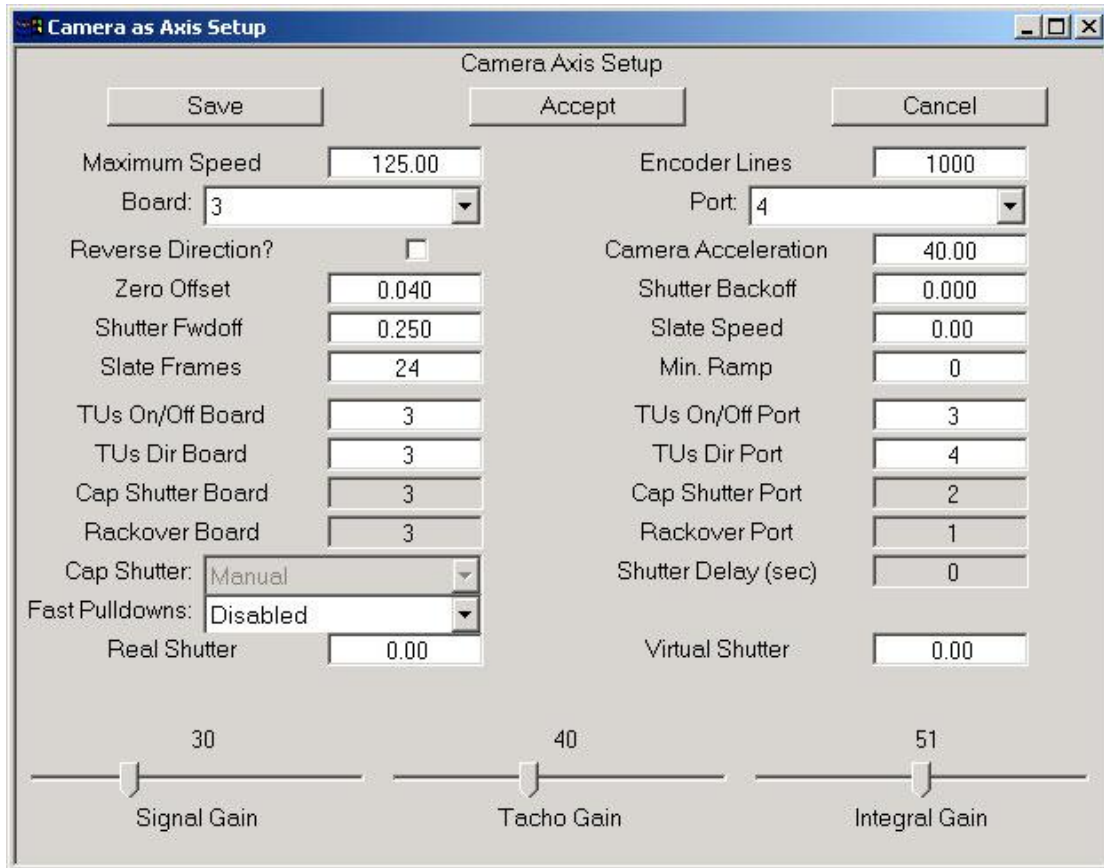 Camera as Axis Setup
Camera Axis Setup
Save Accept Cancel
Maximum Speed 125.00 Encoder Lines 1000
Board: 3 Port: 4
Reverse Direction? Camera Acceleration 40.00
Zero Offset 0.040 Shutter Backoff 0.000
Shutter Fwdoff 0.250 Slate Speed 0.00
Slate Frames 24 Min. Ramp 0
TUs On/Off Board 3 TUs On/Off Port 3
TUs Dir Board 3 TUs Dir Port 4
Cap Shutter Board 3 Cap Shutter Port 2
Rackover Board 3 Rackover Port 1
Cap Shutter: Manual Shutter Delay (sec) 0
Fast Pulldowns: Disabled
Real Shutter 0.00 Virtual Shutter 0.00
30 40 51
Signal Gain Tacho Gain Integral Gain